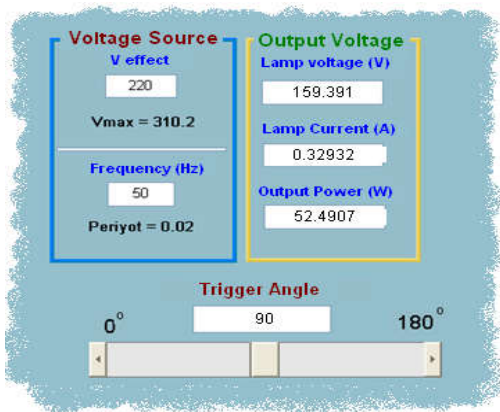 Voltage Source
V effect
220
Vmax = 310.2
Frequency (Hz)
50
Periyot = 0.02
Output Voltage
Lamp voltage (V)
159.391
Lamp Current (A)
0.32932
Output Power (W)
52.4907
Trigger Angle
0° 90 180°